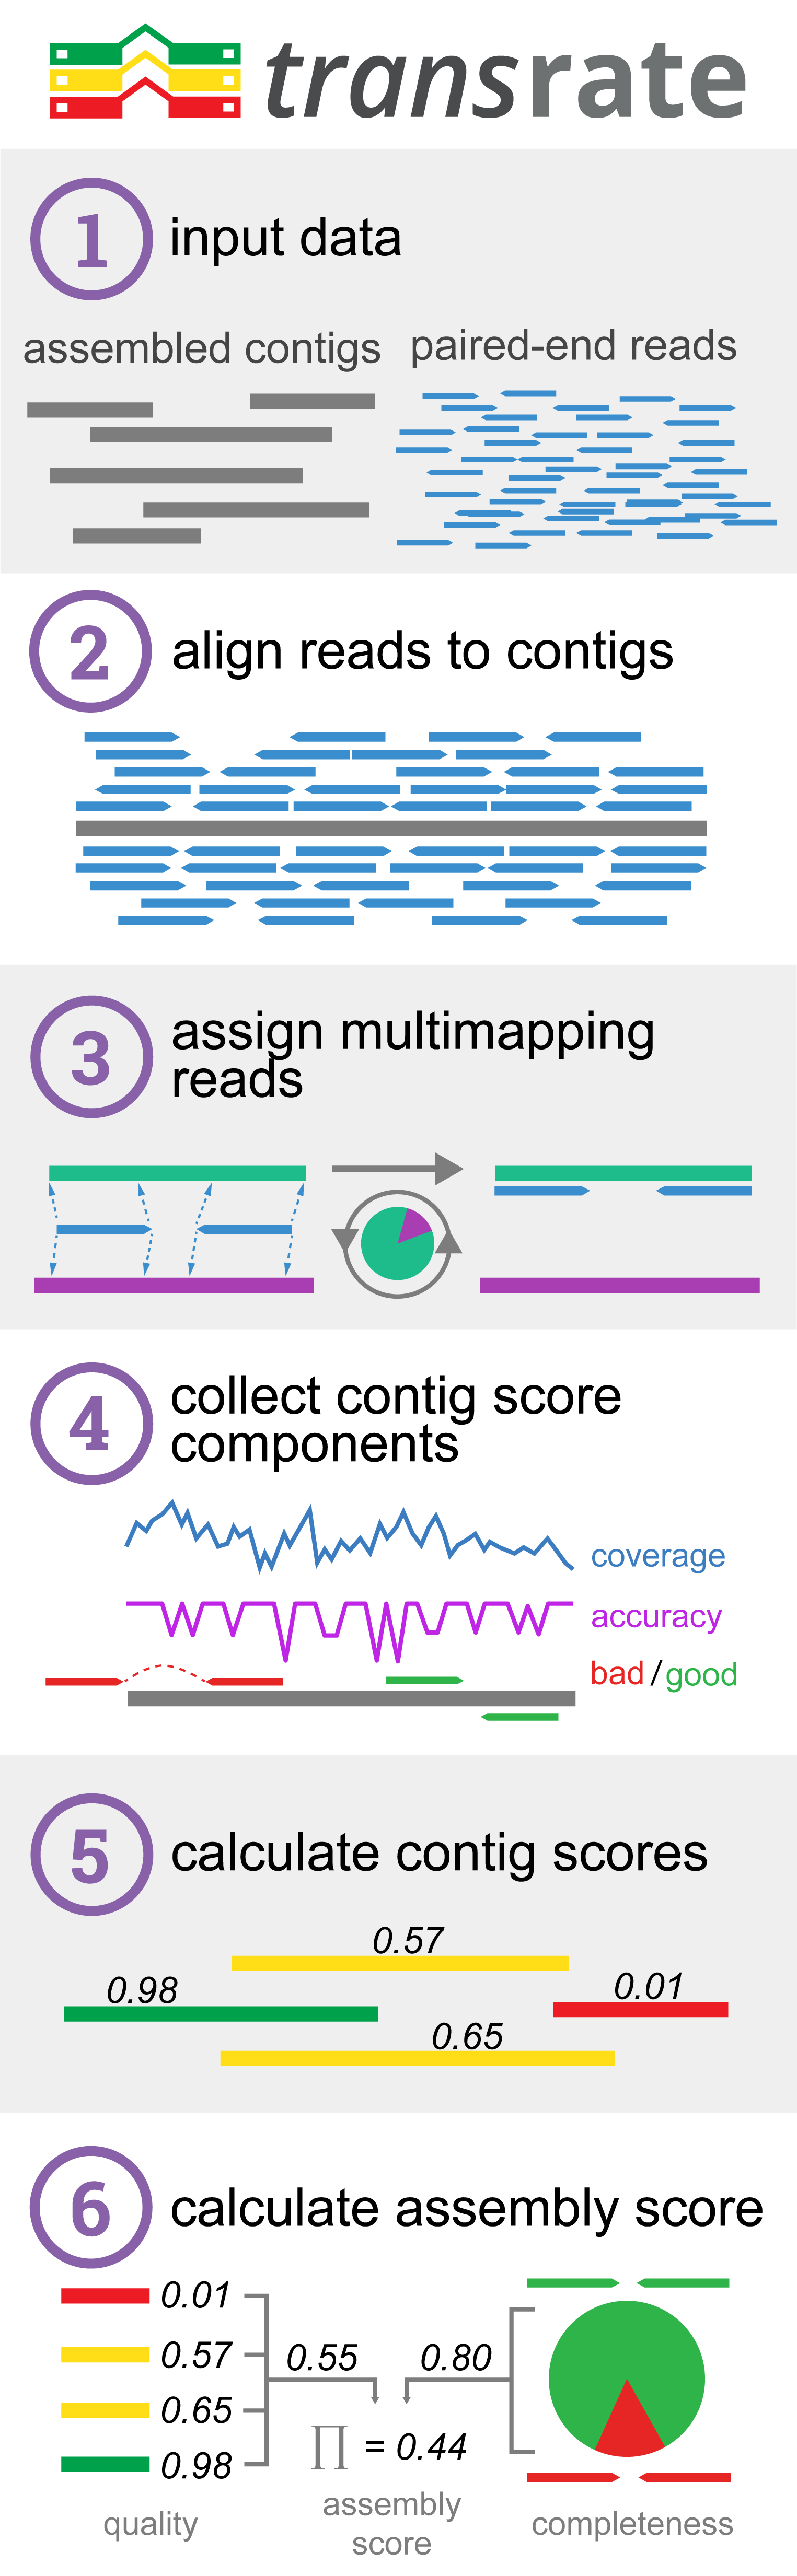 transrate
1 input data
assembled contigs
paired-end reads
2 align reads to contigs
3 assign multimapping
reads
4 collect contig score
components
coverage
accuracy
bad / good
5 calculate contig scores
0.57
0.98
0.01
0.65
6 calculate assembly score
0.01
0.57
0.65
0.98
0.55
0.80
∏ = 0.44
quality
assembly
score
completeness